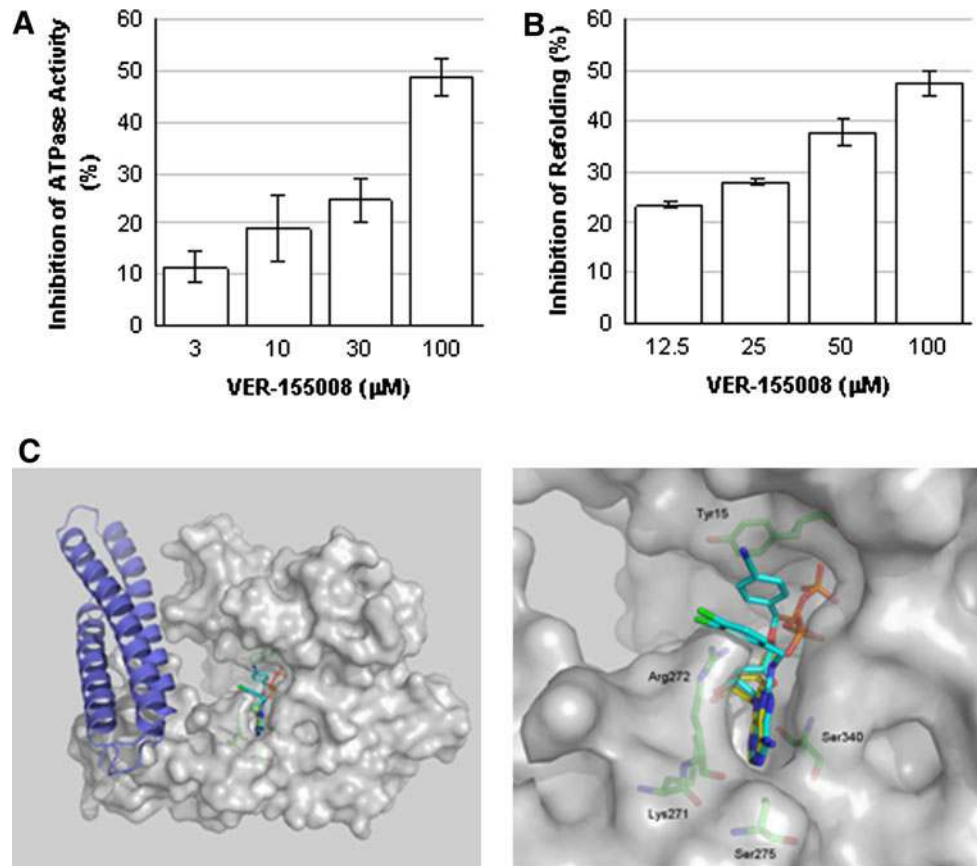 A
Inhibition of ATPase Activity
(%)
60
50
40
30
20
10
0
3 10 30 100
VER-155008 (µM)
B
Inhibition of Refolding (%)
60
50
40
30
20
10
0
12.5 25 50 100
VER-155008 (µM)
C
Tyr15
Arg272
Ser340
Lys271
Ser275